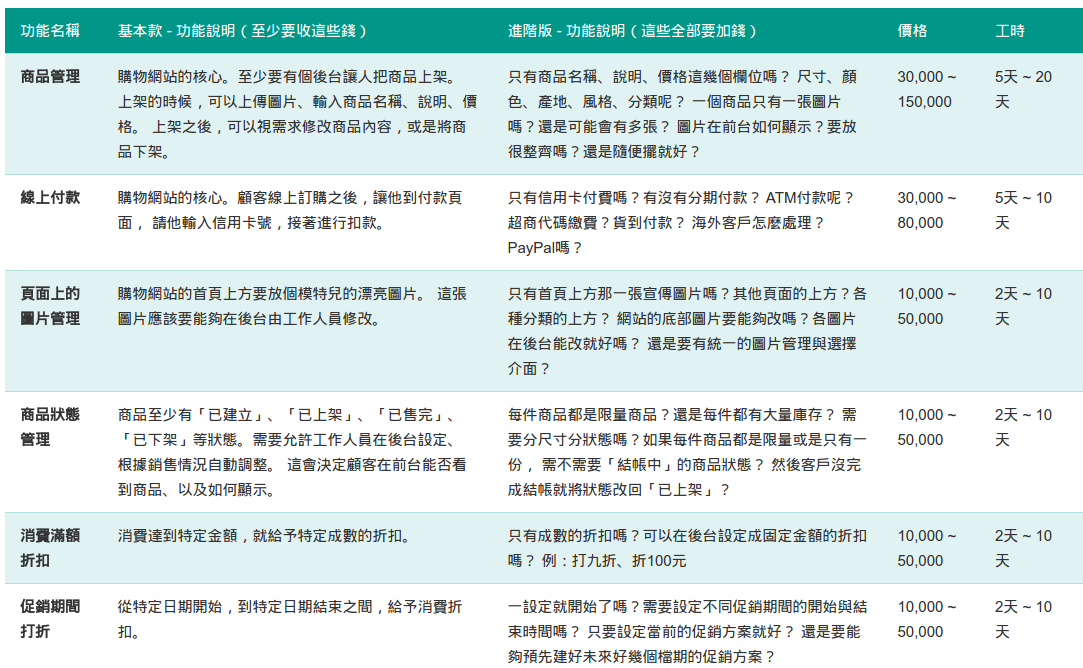 功能名稱
基本款 - 功能說明（至少要收這些錢）
進階版 - 功能說明（這些全部要加錢）
價格
工時
商品管理
購物網站的核心。至少要有個後台讓人把商品上架。
上架的時候，可以上傳圖片、輸入商品名稱、說明、價
格。 上架之後，可以視需求修改商品內容，或是將商
品下架。
只有商品名稱、說明、價格這幾個欄位嗎？ 尺寸、顏
色、產地、風格、分類呢？ 一個商品只有一張圖片
嗎？還是可能會有多張？ 圖片在前台如何顯示？要放
很整齊嗎？還是隨便擺就好？
30,000 ~
150,000
5天 ~ 20
天
線上付款
購物網站的核心。顧客線上訂購之後，讓他到付款頁
面， 請他輸入信用卡號，接著進行扣款。
只有信用卡付費嗎？有沒有分期付款？ ATM付款呢？
超商代碼繳費？貨到付款？ 海外客戶怎麼處理？
PayPal嗎？
30,000 ~
80,000
5天 ~ 10
天
頁面上的
圖片管理
購物網站的首頁上方要放個模特兒的漂亮圖片。 這張
圖片應該要能夠在後台由工作人員修改。
只有首頁上方那一張宣傳圖片嗎？其他頁面的上方？各
種分類的上方？ 網站的底部圖片要能夠改嗎？各圖片
在後台能改就好嗎？ 還是要有統一的圖片管理與選擇
介面？
10,000 ~
50,000
2天 ~ 10
天
商品狀態
管理
商品至少有「已建立」、「已上架」、「已售完」、
「已下架」等狀態。需要允許工作人員在後台設定、
根據銷售情況自動調整。 這會決定顧客在前台能否看
到商品、以及如何顯示。
每件商品都是限量商品？還是每件都有大量庫存？ 需
要分尺寸分狀態嗎？如果每件商品都是限量或是只有一
份， 需不需要「結帳中」的商品狀態？ 然後客戶沒完
成結帳就將狀態改回「已上架」？
10,000 ~
50,000
2天 ~ 10
天
消費滿額
折扣
消費達到特定金額，就給予特定成數的折扣。
只有成數的折扣嗎？可以在後台設定成固定金額的折扣
嗎？ 例：打九折、折100元
10,000 ~
50,000
2天 ~ 10
天
促銷期間
打折
從特定日期開始，到特定日期結束之間，給予消費折
扣。
一設定就開始了嗎？需要設定不同促銷期間的開始與結
束時間嗎？ 只要設定當前的促銷方案就好？ 還是要能
夠預先建好未來好幾個檔期的促銷方案？
10,000 ~
50,000
2天 ~ 10
天